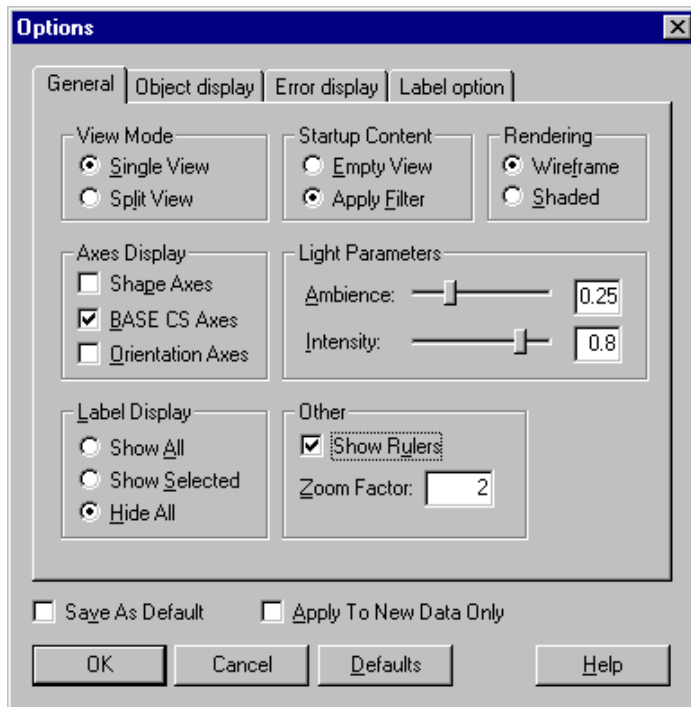 Options
General Object display Error display Label option
View Mode
Single View
Split View
Startup Content
Empty View
Apply Filter
Rendering
Wireframe
Shaded
Axes Display
Shape Axes
BASE CS Axes
Orientation Axes
Light Parameters
Ambience: 0.25
Intensity: 0.8
Label Display
Show All
Show Selected
Hide All
Other
Show Rulers
Zoom Factor: 2
Save As Default Apply To New Data Only
OK Cancel Defaults Help